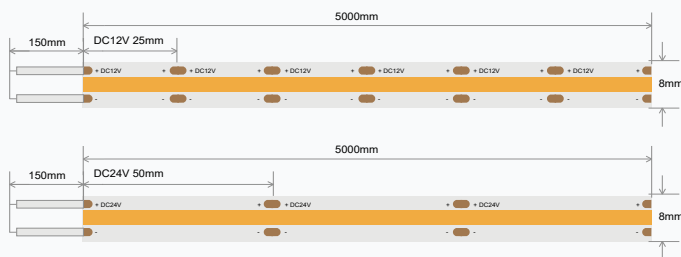 5000mm
150mm
DC12V 25mm
+ DC12V + + DC12V + + DC12V + + DC12V + + DC12V + + DC12V +
8mm
- - - - - - - - - - - - -
5000mm
150mm
DC24V 50mm
+ DC24V + + DC24V + + DC24V +
8mm
- - - - - -